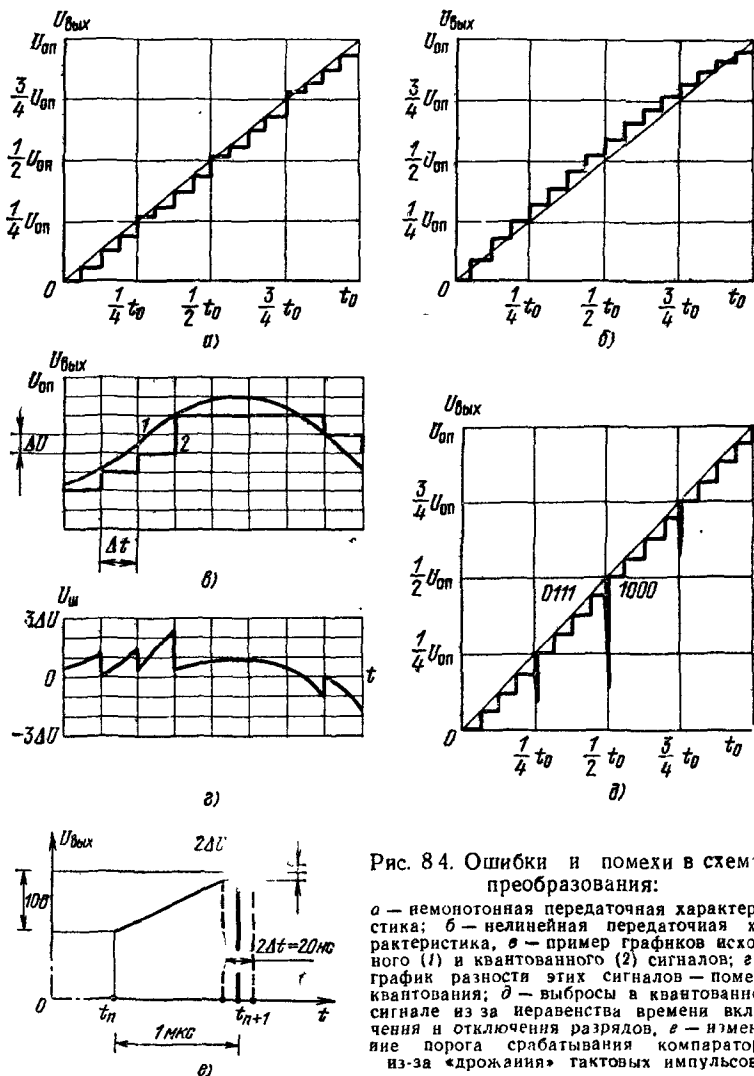 Uвых
Uоп
3/4 Uоп
1/2 Uоп
1/4 Uоп
0
1/4 t₀
1/2 t₀
3/4 t₀
t₀
а)
Uвых
Uоп
3/4 Uоп
1/2 Uоп
1/4 Uоп
0
1/4 t₀
1/2 t₀
3/4 t₀
t₀
б)
Uвых
Uоп
ΔU
1
2
Δt
в)
Uш
3ΔU
0
-3ΔU
t
г)
Uвых
Uоп
3/4 Uоп
1/2 Uоп
1/4 Uоп
0
0111
1000
1/4 t₀
1/2 t₀
3/4 t₀
t₀
д)
Uвых
2ΔU
10В
2Δt=20нс
0
tn
tn+1
t
1 мкс
е)
Рис. 8 4. Ошибки и помехи в схем
преобразования:
а — немонотонная передаточная характер
стика; б — нелинейная передаточная х
рактеристика, в — пример графиков исхо
ного (1) и квантованного (2) сигналов; г
график разности этих сигналов — поме
квантования; д — выбросы в квантованно
сигнале из за неравенства времени вкл
чения и отключения разрядов, е — измен
ние порога срабатывания компаратор
из-за «дрожания» тактовых импульсов